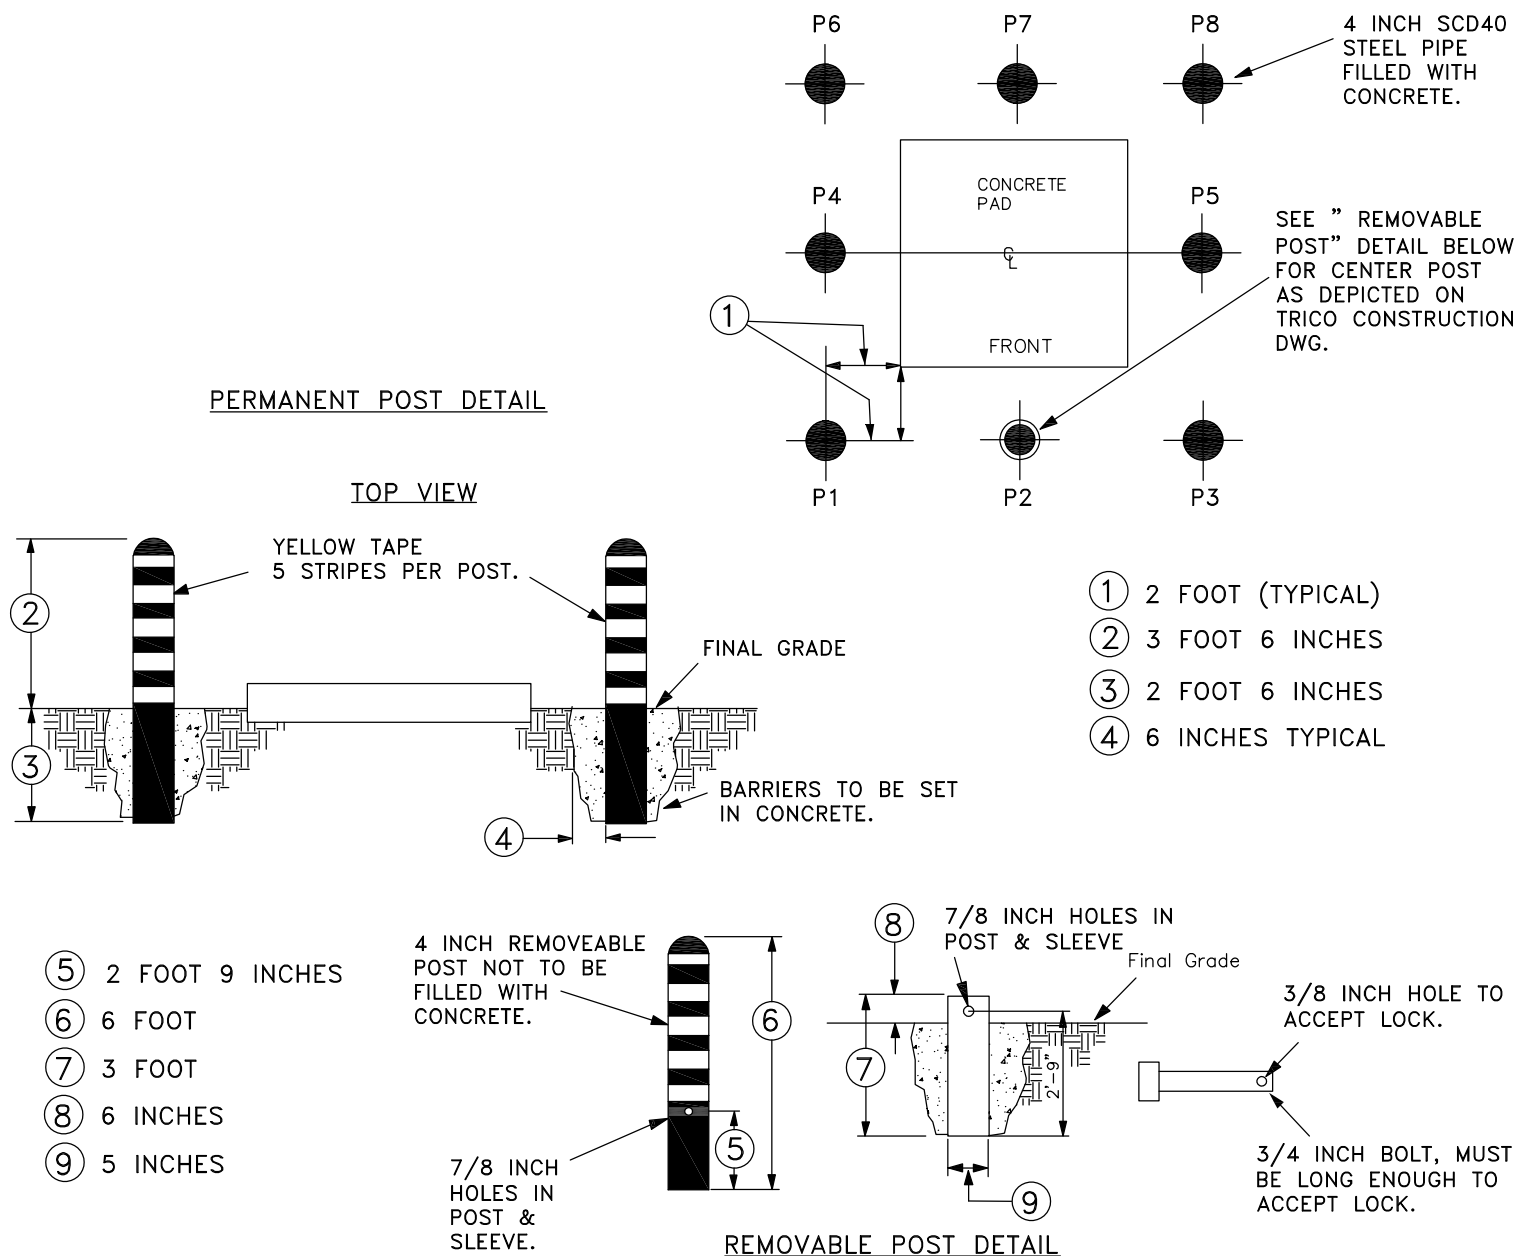 P6
P7
P8
4 INCH SCD40
STEEL PIPE
FILLED WITH
CONCRETE.
CONCRETE
PAD
P4
P5
SEE ” REMOVABLE
POST” DETAIL BELOW
FOR CENTER POST
AS DEPICTED ON
TRICO CONSTRUCTION
DWG.
CL
1
FRONT
PERMANENT POST DETAIL
P1
P2
P3
TOP VIEW
YELLOW TAPE
5 STRIPES PER POST.
2
FINAL GRADE
3
BARRIERS TO BE SET
IN CONCRETE.
4
1 2 FOOT (TYPICAL)
2 3 FOOT 6 INCHES
3 2 FOOT 6 INCHES
4 6 INCHES TYPICAL
5 2 FOOT 9 INCHES
6 6 FOOT
7 3 FOOT
8 6 INCHES
9 5 INCHES
4 INCH REMOVEABLE
POST NOT TO BE
FILLED WITH
CONCRETE.
6
5
7/8 INCH
HOLES IN
POST &
SLEEVE.
8
7/8 INCH HOLES IN
POST & SLEEVE
Final Grade
7
2'-9"
9
3/8 INCH HOLE TO
ACCEPT LOCK.
3/4 INCH BOLT, MUST
BE LONG ENOUGH TO
ACCEPT LOCK.
REMOVABLE POST DETAIL